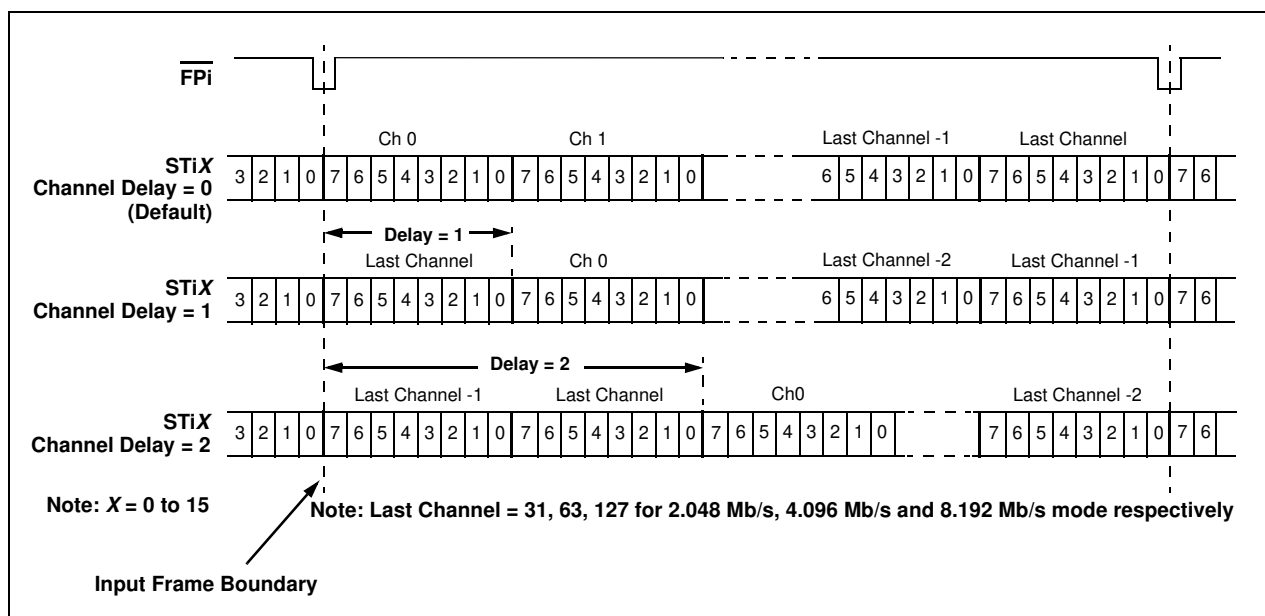 FPi
Ch 0 Ch 1 Last Channel -1 Last Channel
STiX
Channel Delay = 0
(Default)
3 2 1 0 7 6 5 4 3 2 1 0 7 6 5 4 3 2 1 0 6 5 4 3 2 1 0 7 6 5 4 3 2 1 0 7 6
Delay = 1
Last Channel Ch 0 Last Channel -2 Last Channel -1
STiX
Channel Delay = 1
3 2 1 0 7 6 5 4 3 2 1 0 7 6 5 4 3 2 1 0 6 5 4 3 2 1 0 7 6 5 4 3 2 1 0 7 6
Delay = 2
Last Channel -1 Last Channel Ch0 Last Channel -2
STiX
Channel Delay = 2
3 2 1 0 7 6 5 4 3 2 1 0 7 6 5 4 3 2 1 0 7 6 5 4 3 2 1 0 7 6 5 4 3 2 1 0 7 6
Note: X = 0 to 15
Note: Last Channel = 31, 63, 127 for 2.048 Mb/s, 4.096 Mb/s and 8.192 Mb/s mode respectively
Input Frame Boundary